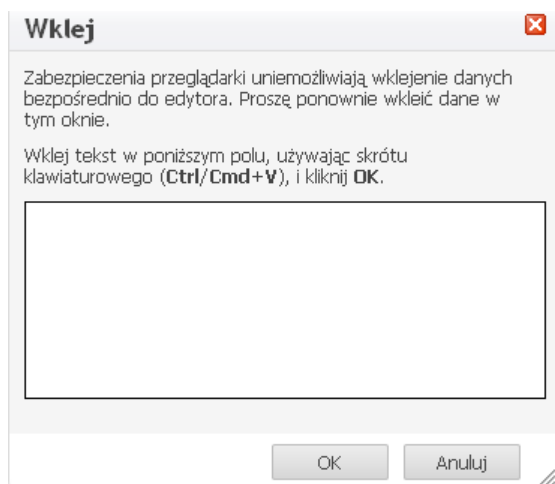 Wklej
Zabezpieczenia przeglądarki uniemożliwiają wklejenie danych
bezpośrednio do edytora. Proszę ponownie wkleić dane w
tym oknie.
Wklej tekst w poniższym polu, używając skrótu
klawiaturowego (Ctrl/Cmd+V), i kliknij OK.
OK
Anuluj